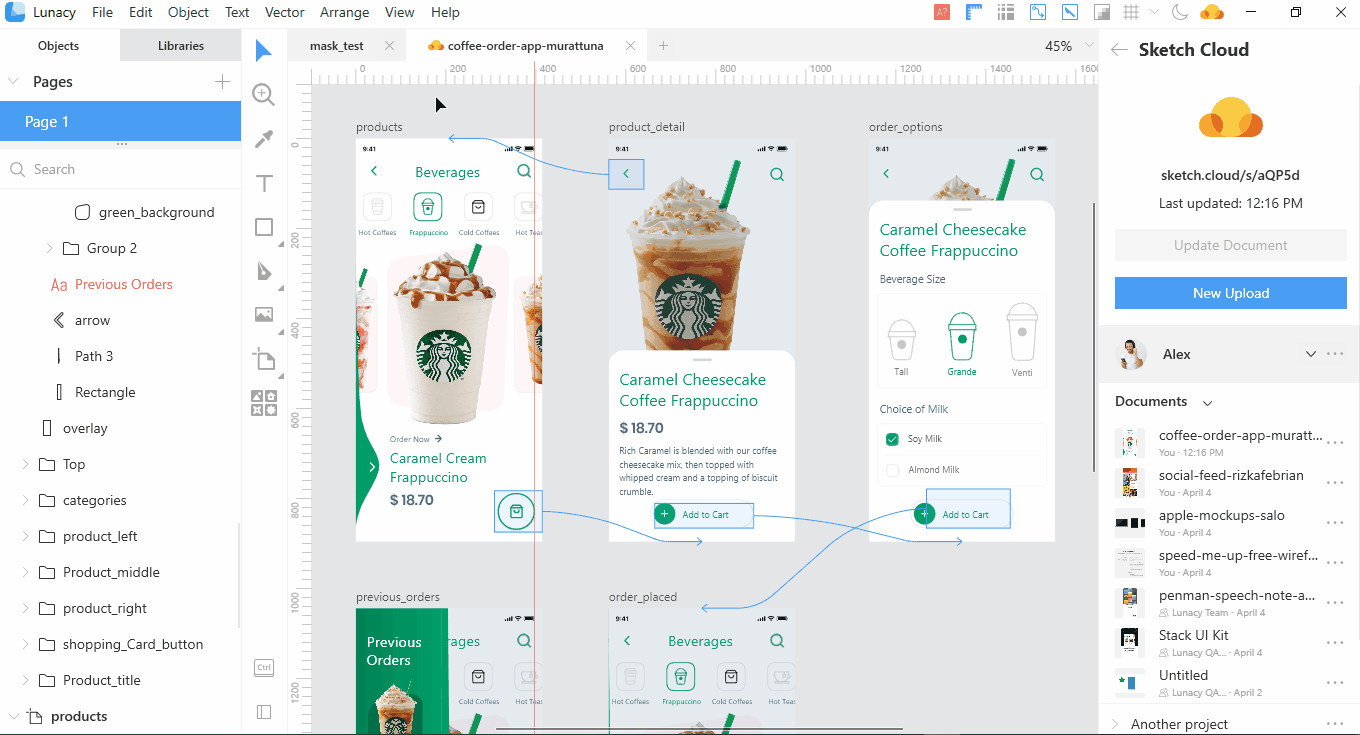 Lunacy File Edit Object Text Vector Arrange View Help
A?
Objects Libraries
mask_test
coffee-order-app-murattuna
45%
Sketch Cloud
Pages
Page 1
Search
green_background
Group 2
Aa Previous Orders
arrow
Path 3
Rectangle
overlay
Top
categories
product_left
Product_middle
product_right
shopping_Card_button
Product_title
products
Ctrl
0 200 400 600 800 1000 1200 1400 1600
0
200
400
600
800
1000
1200
products
9:41
Beverages
Hot Coffees Frappuccino Cold Coffees Hot Teas
Order Now
Caramel Cream
Frappuccino
$ 18.70
product_detail
9:41
Caramel Cheesecake
Coffee Frappuccino
$ 18.70
Rich Caramel is blended with our coffee
cheesecake mix, then topped with
whipped cream and a topping of biscuit
crumble.
Add to Cart
order_options
9:41
Caramel Cheesecake
Coffee Frappuccino
Beverage Size
Tall Grande Venti
Choice of Milk
Soy Milk
Almond Milk
Add to Cart
previous_orders
Previous
Orders
rages
Cold Coffees Hot Teas
order_placed
9:41
Beverages
Hot Coffees Frappuccino Cold Coffees Hot Teas
sketch.cloud/s/aQP5d
Last updated: 12:16 PM
Update Document
New Upload
Alex
Documents
coffee-order-app-muratt...
You · 12:16 PM
social-feed-rizkafebrian
You · April 4
apple-mockups-salo
You · April 4
speed-me-up-free-wiref...
You · April 4
penman-speech-note-a...
Lunacy Team · April 4
Stack UI Kit
Lunacy QA... · April 4
Untitled
Lunacy QA... · April 2
Another project